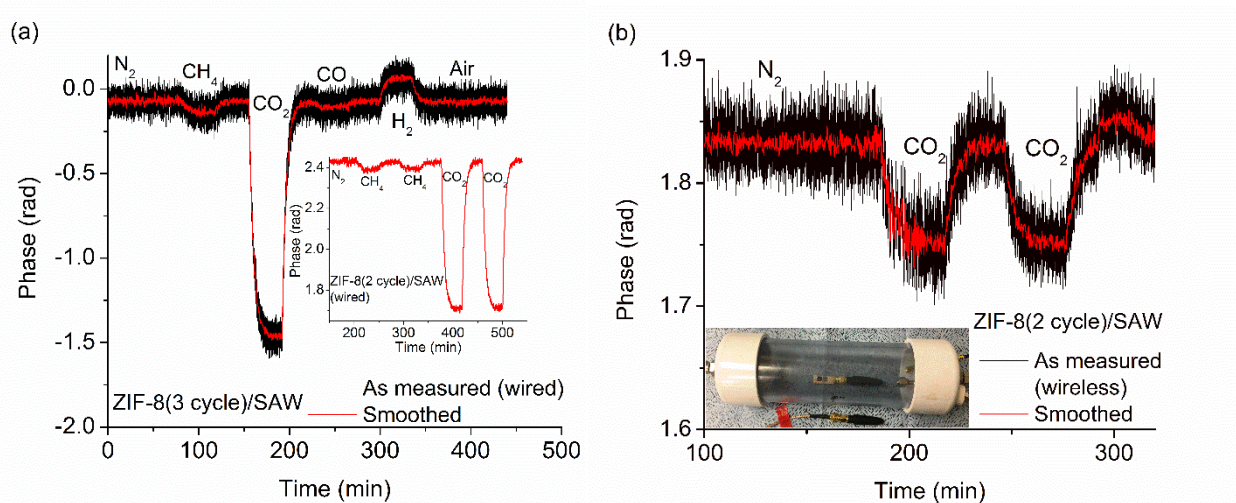 (a)
0.0
-0.5
-1.0
-1.5
-2.0
Phase (rad)
N2
CH4
CO2
CO
H2
Air
2.4
2.2
2.0
1.8
Phase (rad)
N2
CH4
CH4
CO2
CO2
ZIF-8(2 cycle)/SAW
(wired)
200 300 400 500
Time (min)
ZIF-8(3 cycle)/SAW
As measured (wired)
Smoothed
0 100 200 300 400 500
Time (min)
(b)
1.9
1.8
1.7
1.6
Phase (rad)
N2
CO2
CO2
ZIF-8(2 cycle)/SAW
As measured
(wireless)
Smoothed
100 200 300
Time (min)